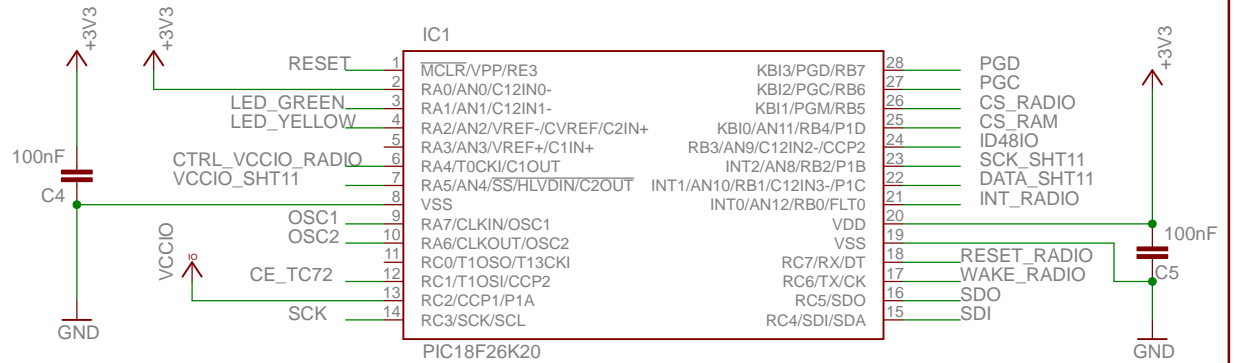 +3V3
+3V3
IC1
+3V3
RESET 1 MCLR/VPP/RE3 KBI3/PGD/RB7 28 PGD
2 RA0/AN0/C12IN0- KBI2/PGC/RB6 27 PGC
LED_GREEN 3 RA1/AN1/C12IN1- KBI1/PGM/RB5 26 CS_RADIO
LED_YELLOW 4 RA2/AN2/VREF-/CVREF/C2IN+ KBI0/AN11/RB4/P1D 25 CS_RAM
5 RA3/AN3/VREF+/C1IN+ RB3/AN9/C12IN2-/CCP2 24 ID48IO
100nF
CTRL_VCCIO_RADIO 6 RA4/T0CKI/C1OUT INT2/AN8/RB2/P1B 23 SCK_SHT11
VCCIO_SHT11 7 RA5/AN4/SS/HLVDIN/C2OUT INT1/AN10/RB1/C12IN3-/P1C 22 DATA_SHT11
C4
8 VSS INT0/AN12/RB0/FLT0 21 INT_RADIO
OSC1 9 RA7/CLKIN/OSC1 VDD 20
100nF
OSC2 10 RA6/CLKOUT/OSC2 VSS 19
VCCIO
IO
11 RC0/T1OSO/T13CKI RC7/RX/DT 18 RESET_RADIO
C5
CE_TC72 12 RC1/T1OSI/CCP2 RC6/TX/CK 17 WAKE_RADIO
13 RC2/CCP1/P1A RC5/SDO 16 SDO
SCK 14 RC3/SCK/SCL RC4/SDI/SDA 15 SDI
GND
GND
PIC18F26K20